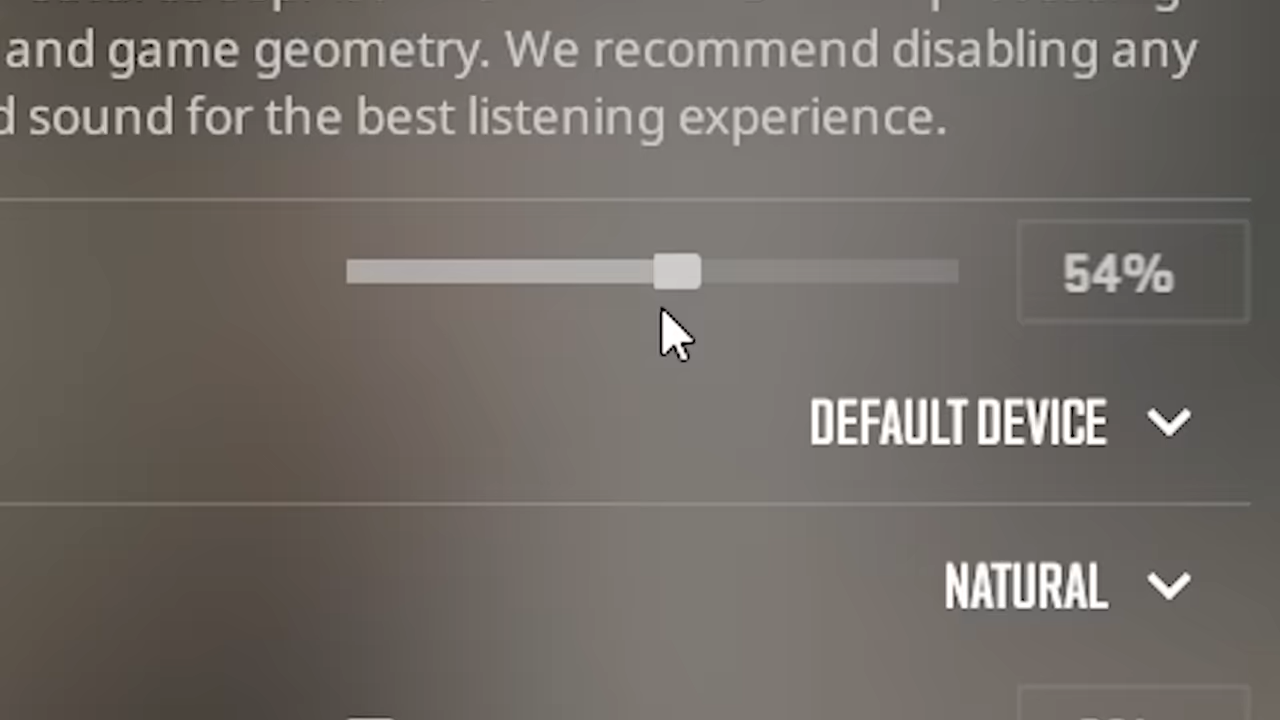 and game geometry. We recommend disabling any
sound for the best listening experience.
54%
DEFAULT DEVICE
NATURAL